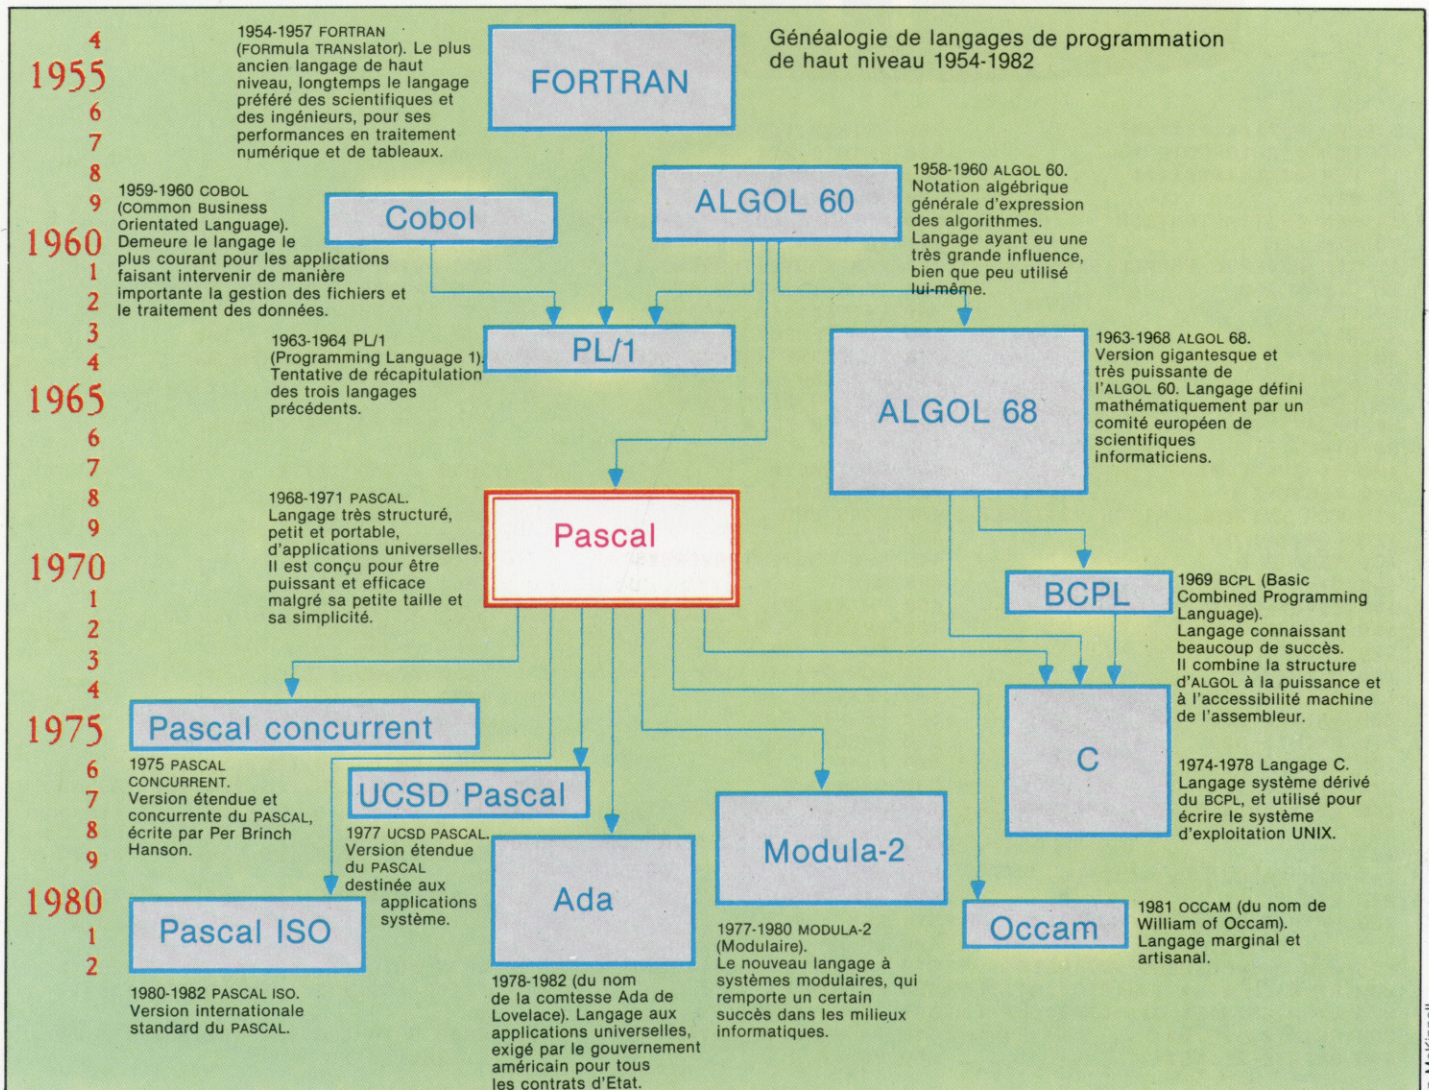 Généalogie de langages de programmation
de haut niveau 1954-1982
4
1955
6
7
8
9
1960
1
2
3
4
1965
6
7
8
9
1970
1
2
3
4
1975
6
7
8
9
1980
1
2
1954-1957 FORTRAN
(FORmula TRANslator). Le plus
ancien langage de haut
niveau, longtemps le langage
préféré des scientifiques et
des ingénieurs, pour ses
performances en traitement
numérique et de tableaux.
FORTRAN
1959-1960 COBOL
(COmmon Business
Orientated Language).
Demeure le langage le
plus courant pour les applications
faisant intervenir de manière
importante la gestion des fichiers et
le traitement des données.
Cobol
ALGOL 60
1958-1960 ALGOL 60.
Notation algébrique
générale d'expression
des algorithmes.
Langage ayant eu une
très grande influence,
bien que peu utilisé
lui-même.
1963-1964 PL/1
(Programming Language 1).
Tentative de récapitulation
des trois langages
précédents.
PL/1
ALGOL 68
1963-1968 ALGOL 68.
Version gigantesque et
très puissante de
l'ALGOL 60. Langage défini
mathématiquement par un
comité européen de
scientifiques
informaticiens.
1968-1971 PASCAL.
Langage très structuré,
petit et portable,
d'applications universelles.
Il est conçu pour être
puissant et efficace
malgré sa petite taille et
sa simplicité.
Pascal
BCPL
1969 BCPL (Basic
Combined Programming
Language).
Langage connaissant
beaucoup de succès.
Il combine la structure
d'ALGOL à la puissance et
à l'accessibilité machine
de l'assembleur.
Pascal concurrent
1975 PASCAL
CONCURRENT.
Version étendue et
concurrente du PASCAL,
écrite par Per Brinch
Hanson.
UCSD Pascal
1977 UCSD PASCAL.
Version étendue
du PASCAL
destinée aux
applications
système.
C
1974-1978 Langage C.
Langage système dérivé
du BCPL, et utilisé pour
écrire le système
d'exploitation UNIX.
Modula-2
1977-1980 MODULA-2
(Modulaire).
Le nouveau langage à
systèmes modulaires, qui
remporte un certain
succès dans les milieux
informatiques.
Ada
1978-1982 (du nom
de la comtesse Ada de
Lovelace). Langage aux
applications universelles,
exigé par le gouvernement
américain pour tous
les contrats d'Etat.
Occam
1981 OCCAM (du nom de
William of Occam).
Langage marginal et
artisanal.
Pascal ISO
1980-1982 PASCAL ISO.
Version internationale
standard du PASCAL.